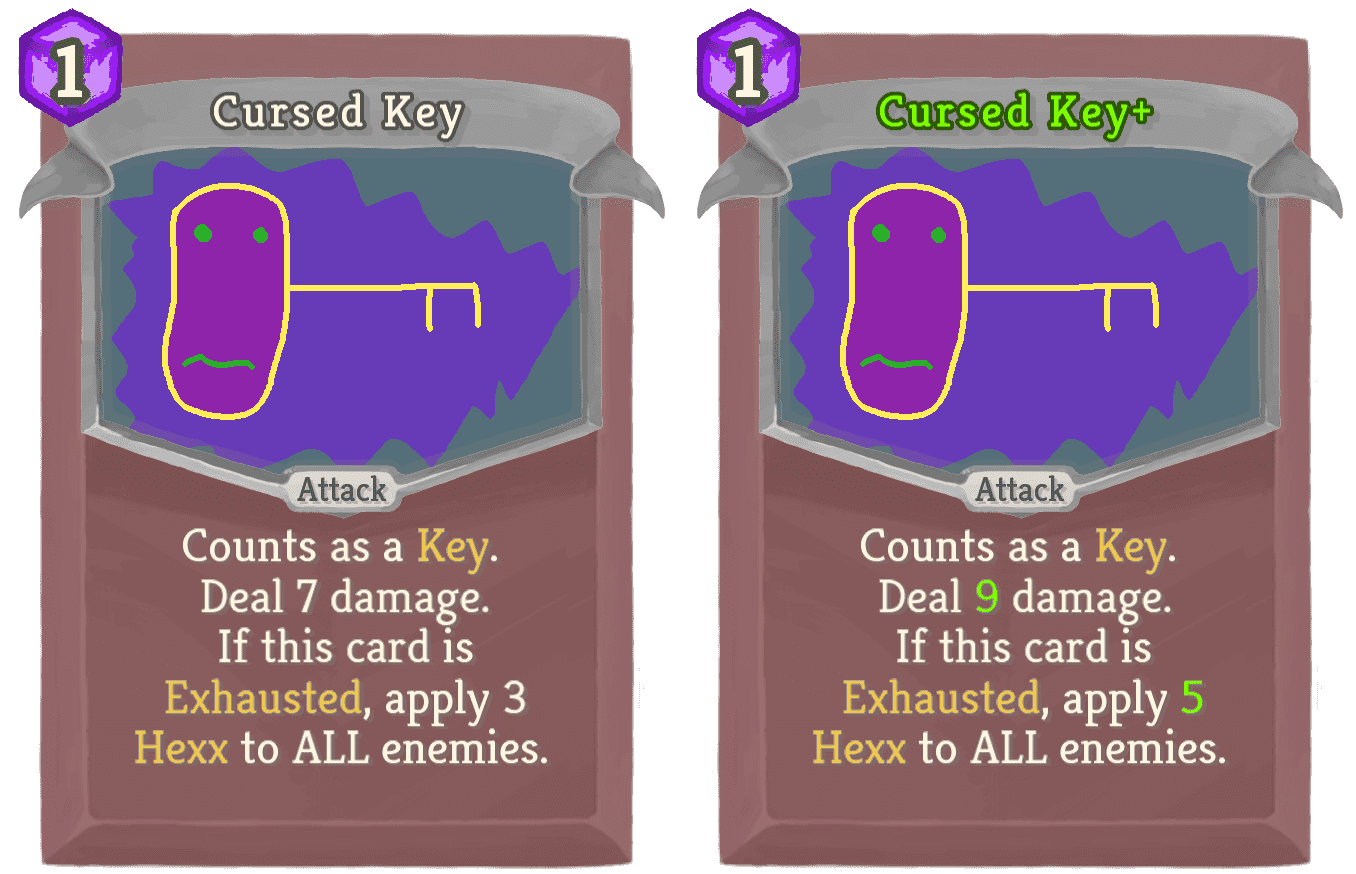 1
Cursed Key
Attack
Counts as a Key.
Deal 7 damage.
If this card is
Exhausted, apply 3
Hexx to ALL enemies.
1
Cursed Key+
Attack
Counts as a Key.
Deal 9 damage.
If this card is
Exhausted, apply 5
Hexx to ALL enemies.